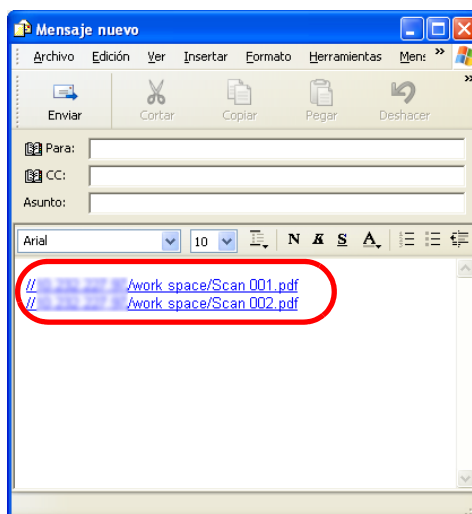 Mensaje nuevo
Archivo Edición Ver Insertar Formato Herramientas Mens »
Enviar Cortar Copiar Pegar Deshacer »
Para:
CC:
Asunto:
Arial 10 N K S A
// /work space/Scan 001.pdf
// /work space/Scan 002.pdf